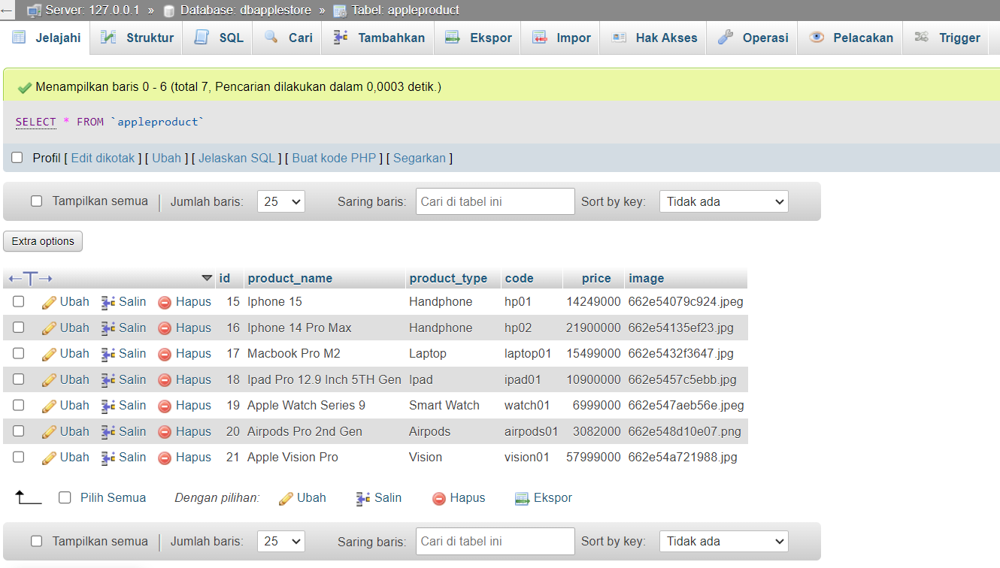 ← Server: 127.0.0.1 » Database: dbapplestore » Tabel: appleproduct
Jelajahi Struktur SQL Cari Tambahkan Ekspor Impor Hak Akses Operasi Pelacakan Trigger
Menampilkan baris 0 - 6 (total 7, Pencarian dilakukan dalam 0,0003 detik.)
SELECT * FROM `appleproduct`
Profil [ Edit dikotak ] [ Ubah ] [ Jelaskan SQL ] [ Buat kode PHP ] [ Segarkan ]
Tampilkan semua | Jumlah baris: 25 Saring baris: Cari di tabel ini Sort by key: Tidak ada
Extra options
←T→ id product_name product_type code price image
Ubah Salin Hapus 15 Iphone 15 Handphone hp01 14249000 662e54079c924.jpeg
Ubah Salin Hapus 16 Iphone 14 Pro Max Handphone hp02 21900000 662e54135ef23.jpg
Ubah Salin Hapus 17 Macbook Pro M2 Laptop laptop01 15499000 662e5432f3647.jpg
Ubah Salin Hapus 18 Ipad Pro 12.9 Inch 5TH Gen Ipad ipad01 10900000 662e5457c5ebb.jpg
Ubah Salin Hapus 19 Apple Watch Series 9 Smart Watch watch01 6999000 662e547aeb56e.jpeg
Ubah Salin Hapus 20 Airpods Pro 2nd Gen Airpods airpods01 3082000 662e548d10e07.png
Ubah Salin Hapus 21 Apple Vision Pro Vision vision01 57999000 662e54a721988.jpg
Pilih Semua Dengan pilihan: Ubah Salin Hapus Ekspor
Tampilkan semua | Jumlah baris: 25 Saring baris: Cari di tabel ini Sort by key: Tidak ada